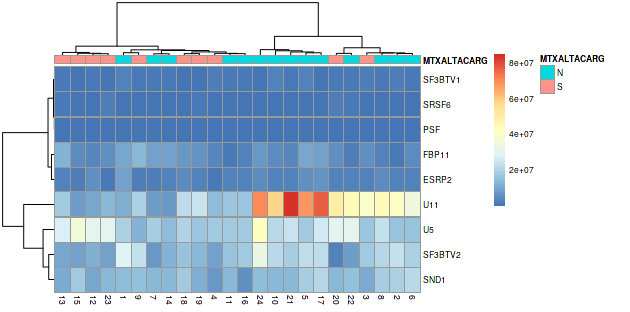 MTXALTACARG
SF3BTV1
SRSF6
PSF
FBP11
ESRP2
U11
U5
SF3BTV2
SND1
13 15 12 23 1 9 7 14 18 19 4 11 16 24 10 21 5 17 20 22 3 8 2 6
8e+07
6e+07
4e+07
2e+07
MTXALTACARG
N
S